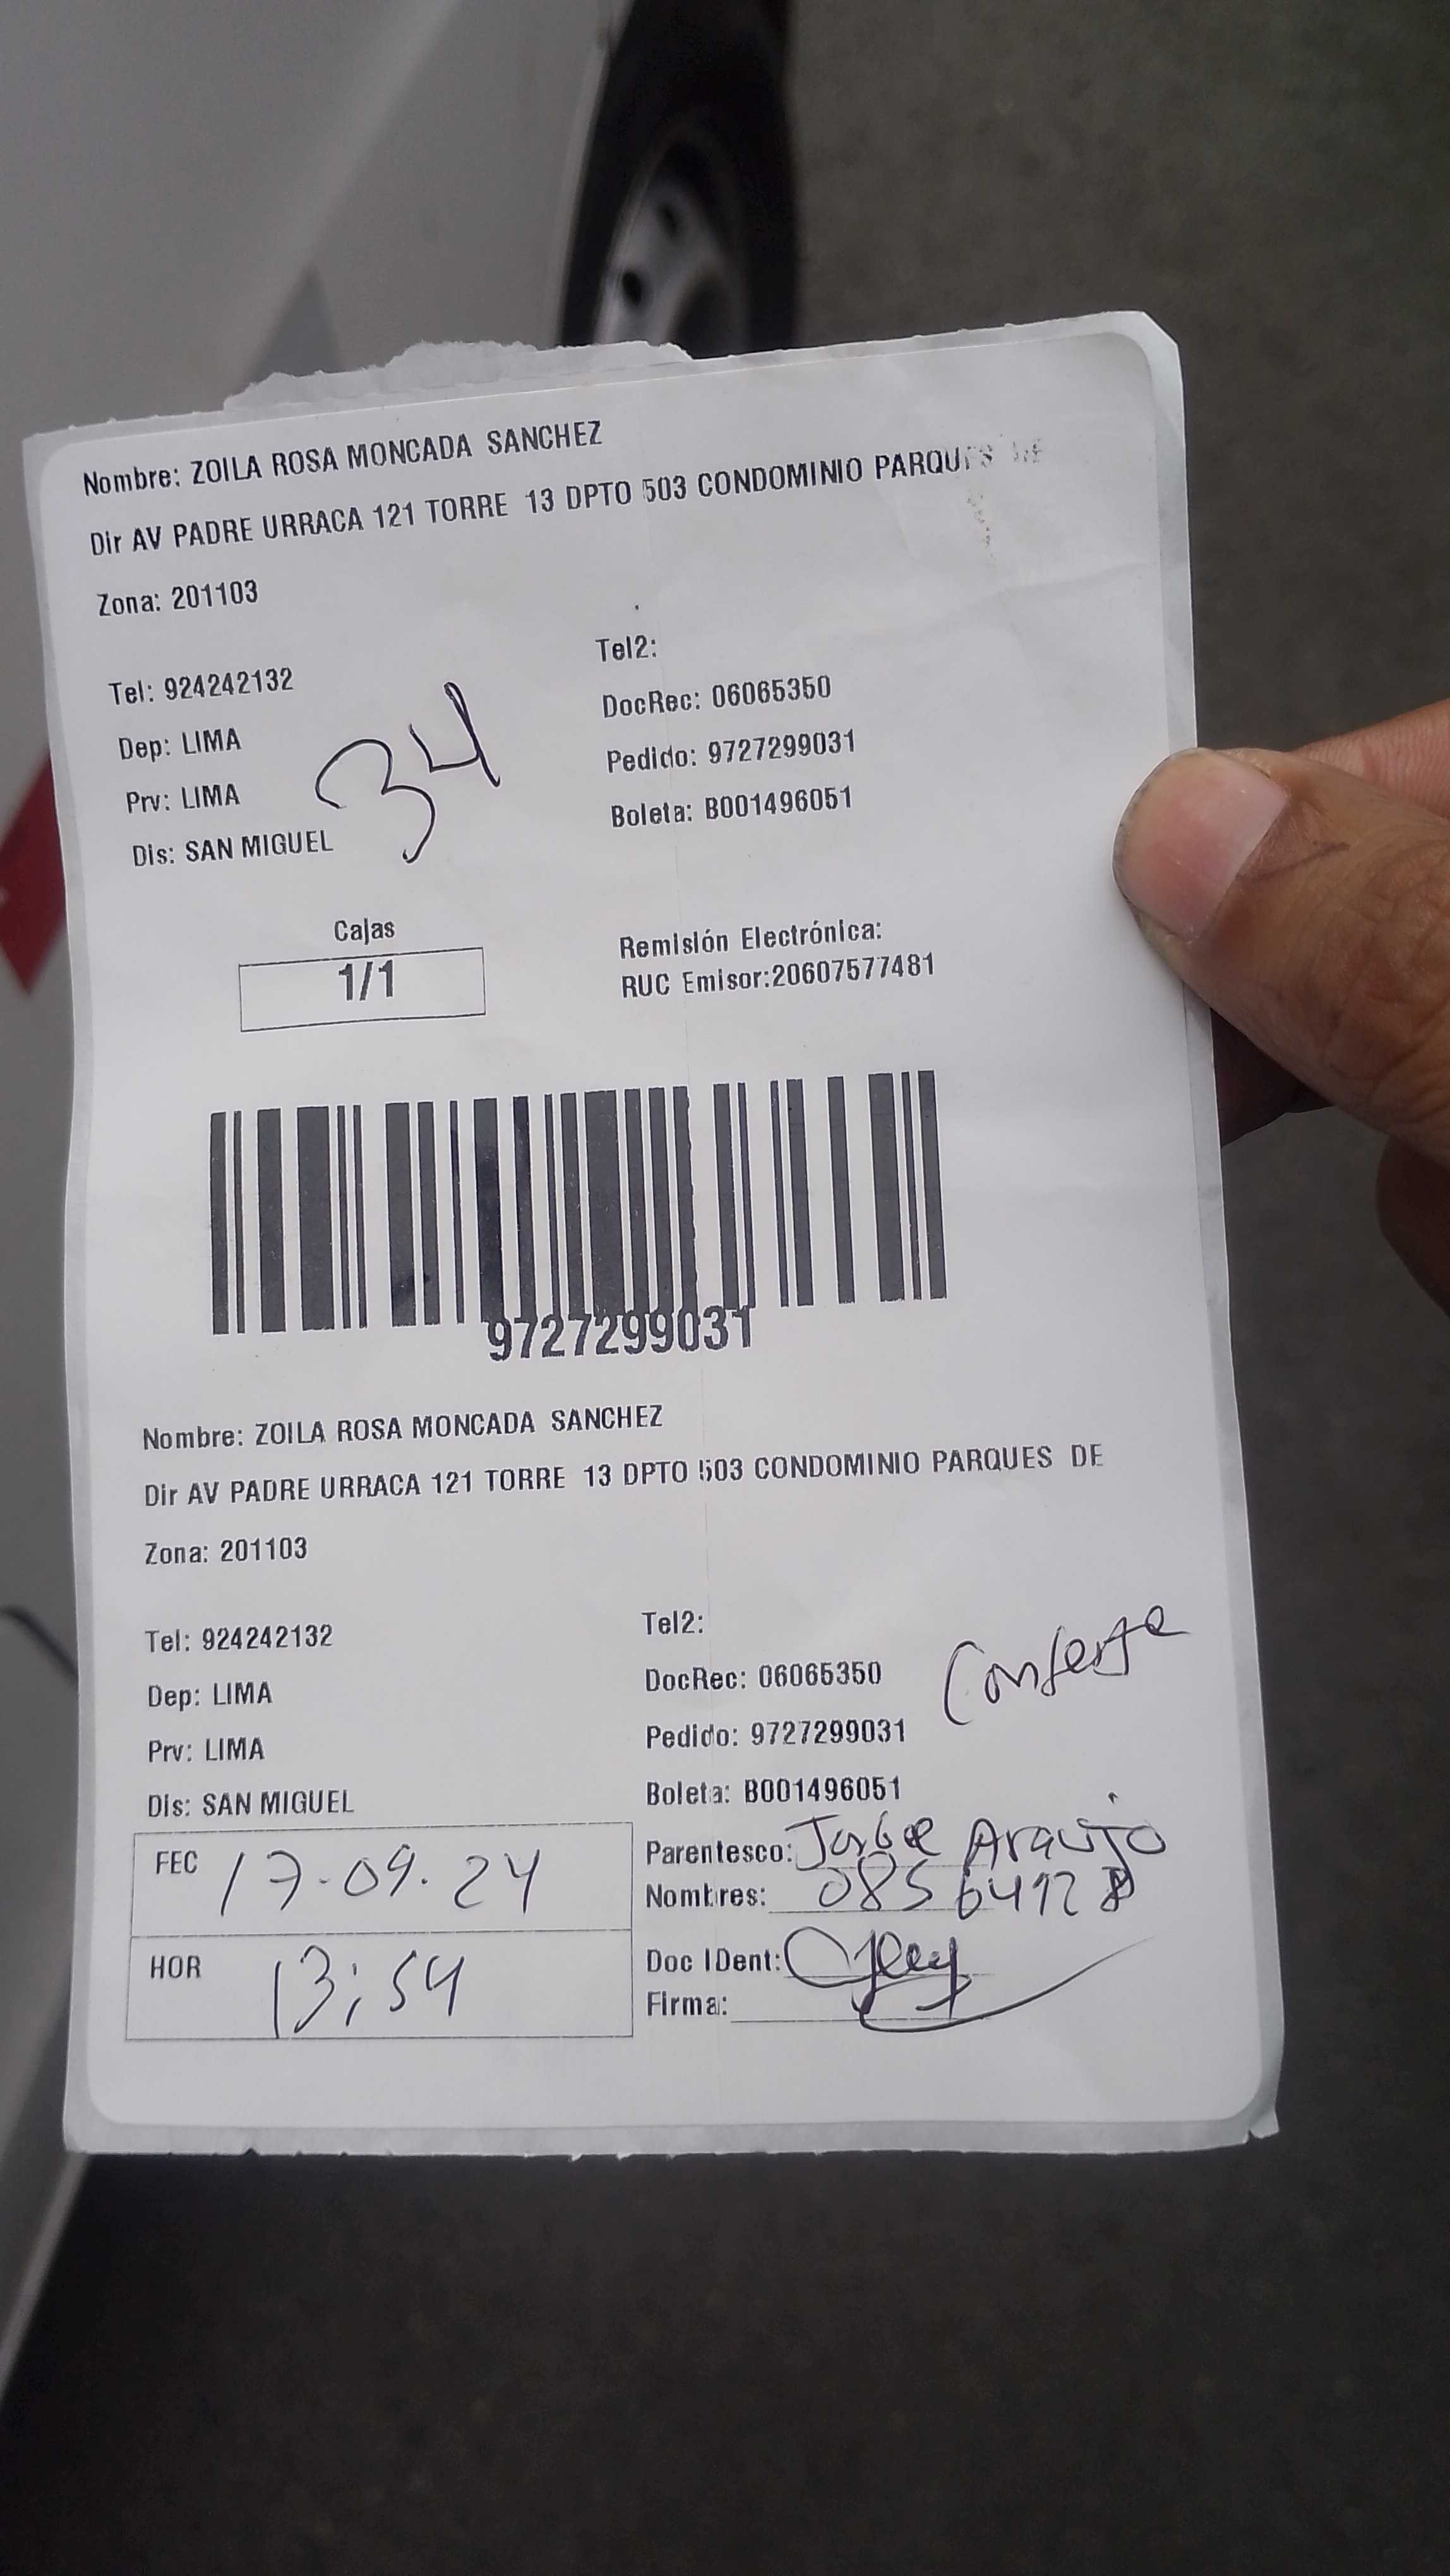 Nombre: ZOILA ROSA MONCADA SANCHEZ
Dir AV PADRE URRACA 121 TORRE 13 DPTO 503 CONDOMINIO PARQUES DE
Zona: 201103
Tel: 924242132 Tel2:
Dep: LIMA DocRec: 06065350
Prv: LIMA Pedido: 9727299031
Dis: SAN MIGUEL Boleta: B001496051
34
Cajas Remisión Electrónica:
1/1 RUC Emisor:20607577481
9727299031
Nombre: ZOILA ROSA MONCADA SANCHEZ
Dir AV PADRE URRACA 121 TORRE 13 DPTO 503 CONDOMINIO PARQUES DE
Zona: 201103
Tel: 924242132 Tel2:
Dep: LIMA DocRec: 06065350
Prv: LIMA Pedido: 9727299031
Dis: SAN MIGUEL Boleta: B001496051
FEC 17-09-24 Parentesco: Jorge Araujo
Nombres:
HOR 13:54 Doc IDent:
Firma: